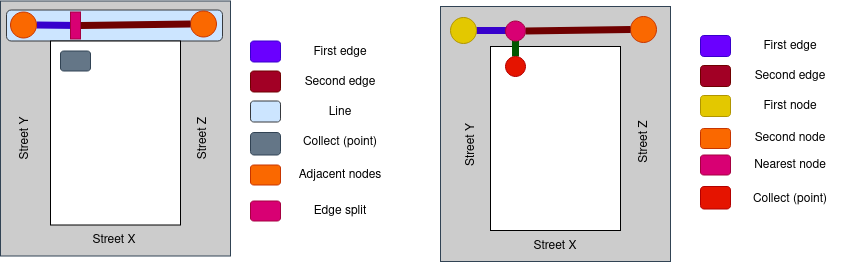 Street Y
Street Z
Street X
First edge
Second edge
Line
Collect (point)
Adjacent nodes
Edge split
Street Y
Street Z
Street X
First edge
Second edge
First node
Second node
Nearest node
Collect (point)